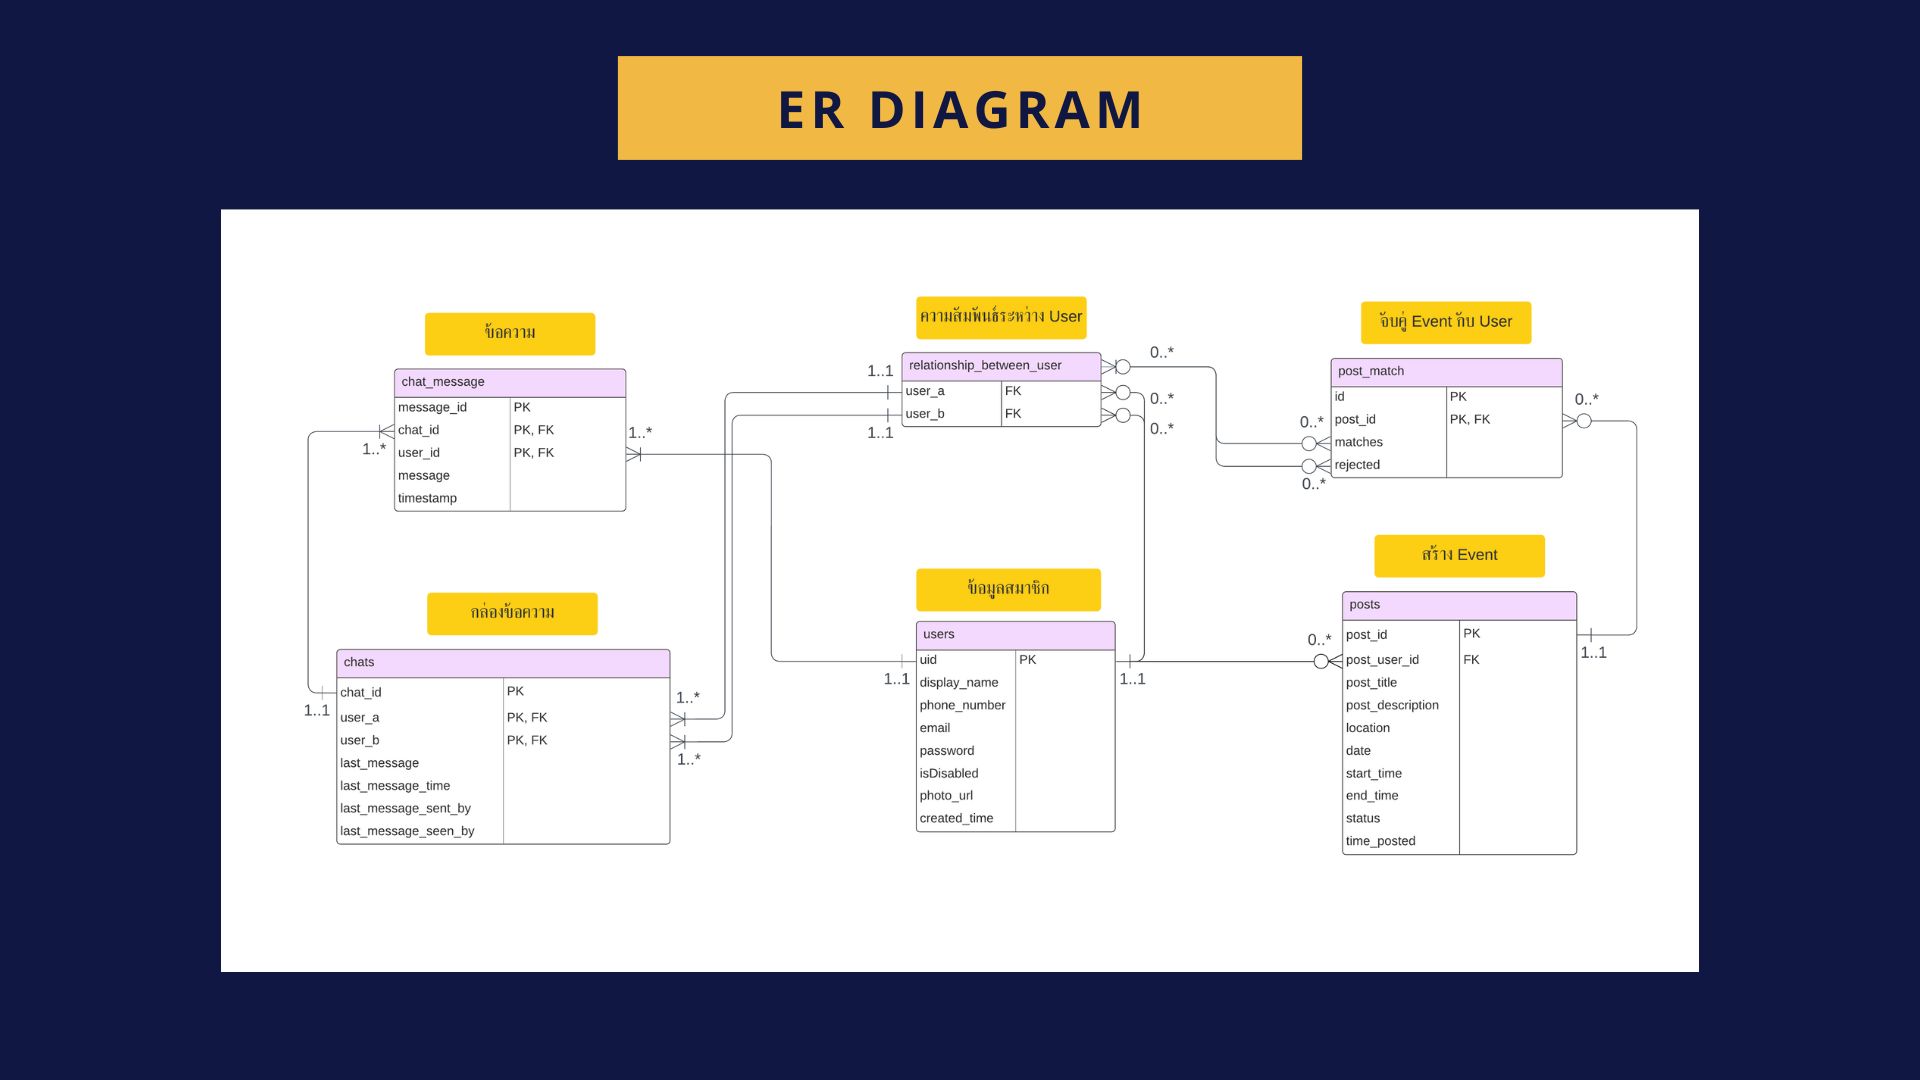 ER DIAGRAM
ข้อความ
chat_message
message_id PK
chat_id PK, FK
user_id PK, FK
message
timestamp
1..*
1..*
กล่องข้อความ
chats
chat_id PK
user_a PK, FK
user_b PK, FK
last_message
last_message_time
last_message_sent_by
last_message_seen_by
1..1
1..*
1..*
ความสัมพันธ์ระหว่าง User
relationship_between_user
user_a FK
user_b FK
1..1
1..1
0..*
0..*
0..*
ข้อมูลสมาชิก
users
uid PK
display_name
phone_number
email
password
isDisabled
photo_url
created_time
1..1
1..1
จับคู่ Event กับ User
post_match
id PK
post_id PK, FK
matches
rejected
0..*
0..*
0..*
สร้าง Event
posts
post_id PK
post_user_id FK
post_title
post_description
location
date
start_time
end_time
status
time_posted
0..*
1..1